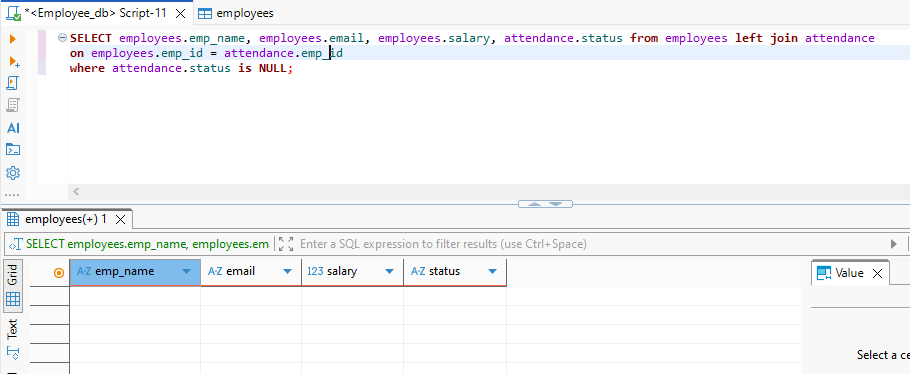 *<Employee_db> Script-11
employees
SELECT employees.emp_name, employees.email, employees.salary, attendance.status from employees left join attendance
on employees.emp_id = attendance.emp_id
where attendance.status is NULL;
AI
employees(+) 1
SELECT employees.emp_name, employees.em
Enter a SQL expression to filter results (use Ctrl+Space)
Grid
A-Z emp_name
A-Z email
123 salary
A-Z status
Value
Text
Select a ce